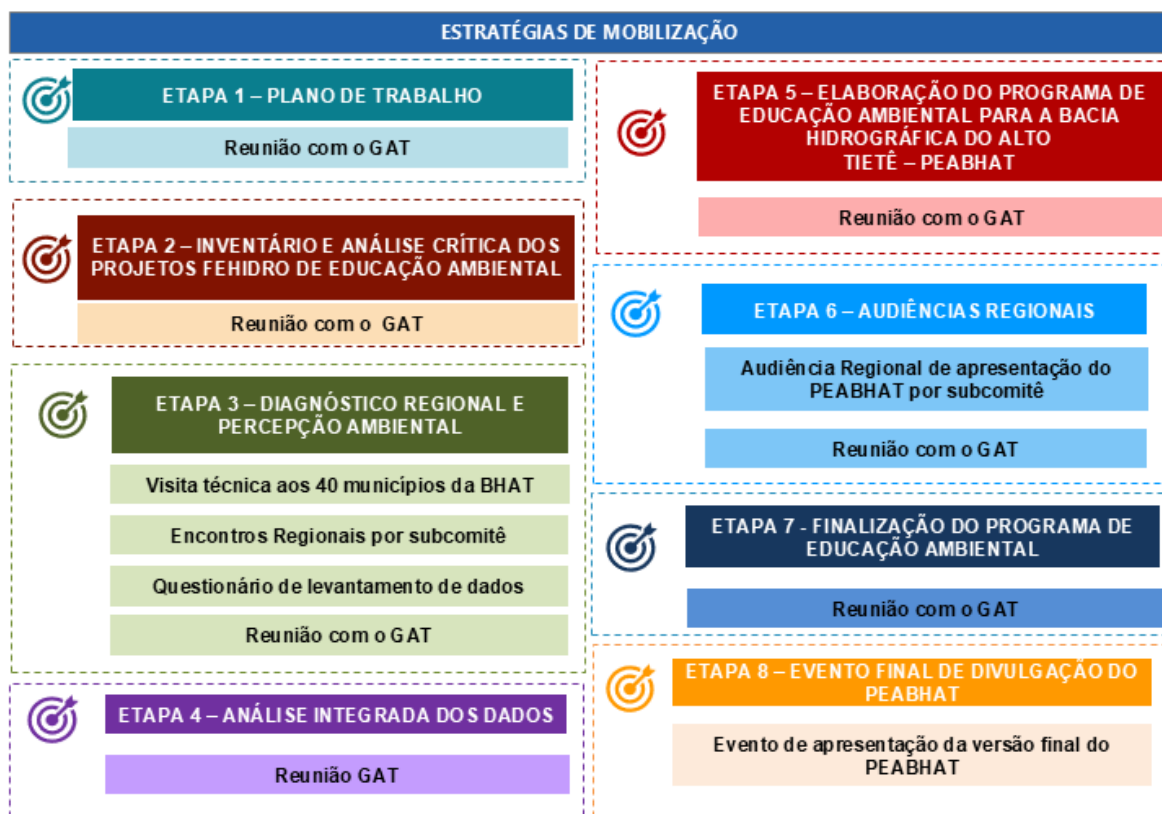 ESTRATÉGIAS DE MOBILIZAÇÃO
ETAPA 1 – PLANO DE TRABALHO
Reunião com o GAT
ETAPA 2 – INVENTÁRIO E ANÁLISE CRÍTICA DOS
PROJETOS FEHIDRO DE EDUCAÇÃO AMBIENTAL
Reunião com o GAT
ETAPA 3 – DIAGNÓSTICO REGIONAL E
PERCEPÇÃO AMBIENTAL
Visita técnica aos 40 municípios da BHAT
Encontros Regionais por subcomitê
Questionário de levantamento de dados
Reunião com o GAT
ETAPA 4 – ANÁLISE INTEGRADA DOS DADOS
Reunião GAT
ETAPA 5 – ELABORAÇÃO DO PROGRAMA DE
EDUCAÇÃO AMBIENTAL PARA A BACIA
HIDROGRÁFICA DO ALTO
TIETÊ – PEABHAT
Reunião com o GAT
ETAPA 6 – AUDIÊNCIAS REGIONAIS
Audiência Regional de apresentação do
PEABHAT por subcomitê
Reunião com o GAT
ETAPA 7 - FINALIZAÇÃO DO PROGRAMA DE
EDUCAÇÃO AMBIENTAL
Reunião com o GAT
ETAPA 8 – EVENTO FINAL DE DIVULGAÇÃO DO
PEABHAT
Evento de apresentação da versão final do
PEABHAT